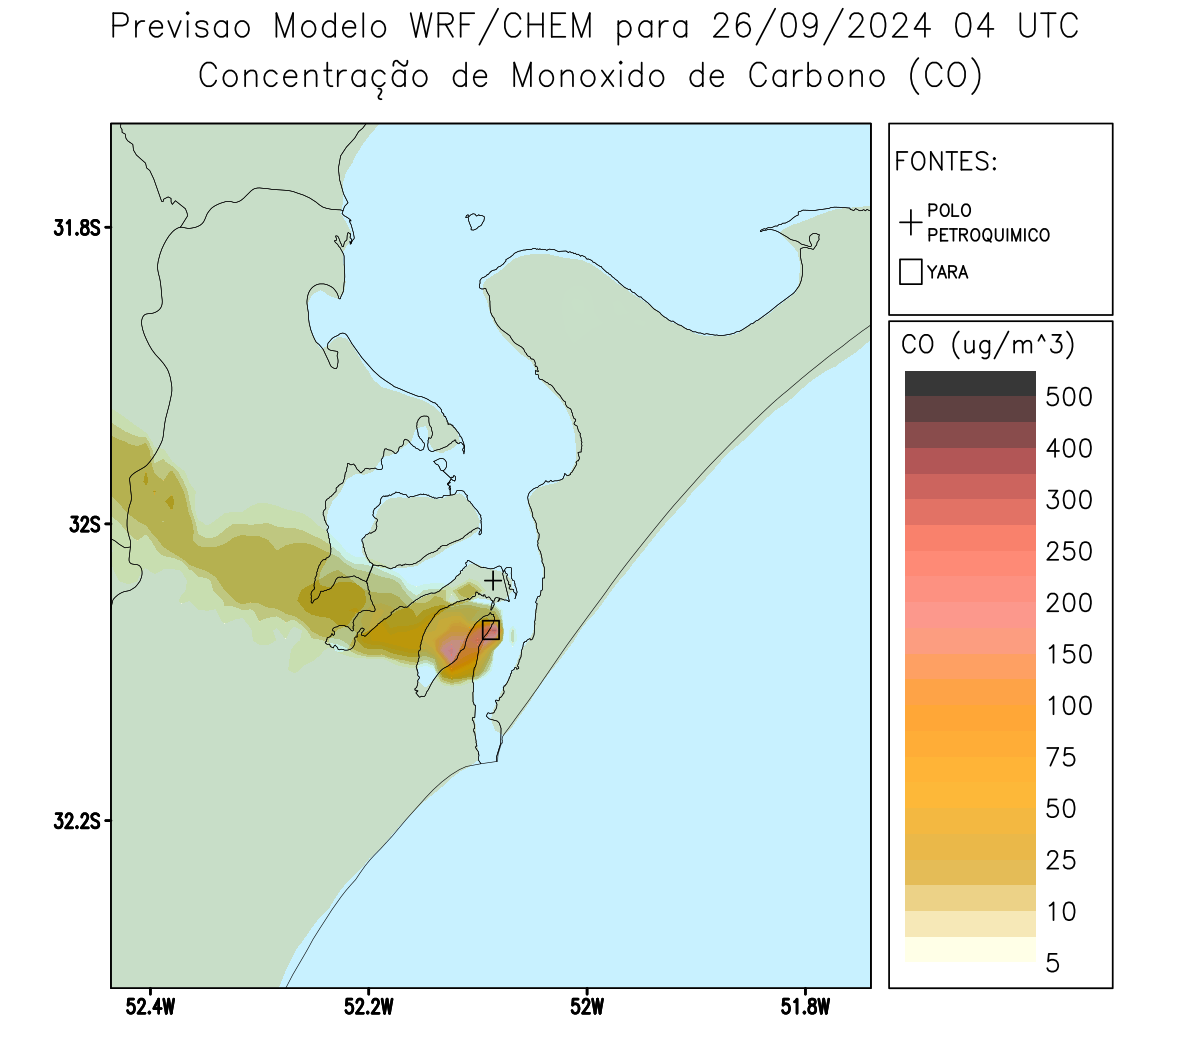 Previsao Modelo WRF/CHEM para 26/09/2024 04 UTC
Concentração de Monoxido de Carbono (CO)
FONTES:
POLO
PETROQUIMICO
YARA
CO (ug/m^3)
500
400
300
250
200
150
100
75
50
25
10
5
31.8S
32S
32.2S
52.4W
52.2W
52W
51.8W